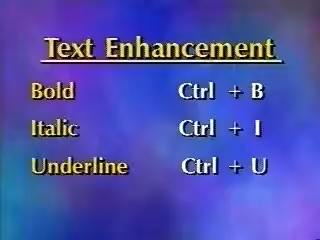 Text Enhancement
Bold Ctrl + B
Italic Ctrl + I
Underline Ctrl + U